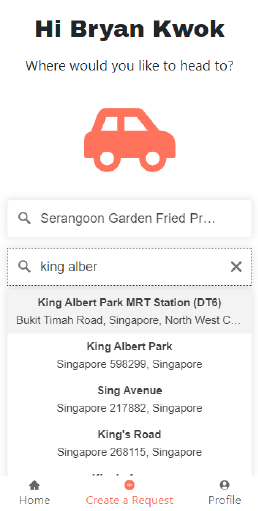 Hi Bryan Kwok
Where would you like to head to?
Serangoon Garden Fried Pr...
king alber
King Albert Park MRT Station (DT6)
Bukit Timah Road, Singapore, North West C...
King Albert Park
Singapore 598299, Singapore
Sing Avenue
Singapore 217882, Singapore
King's Road
Singapore 268115, Singapore
Home
Create a Request
Profile